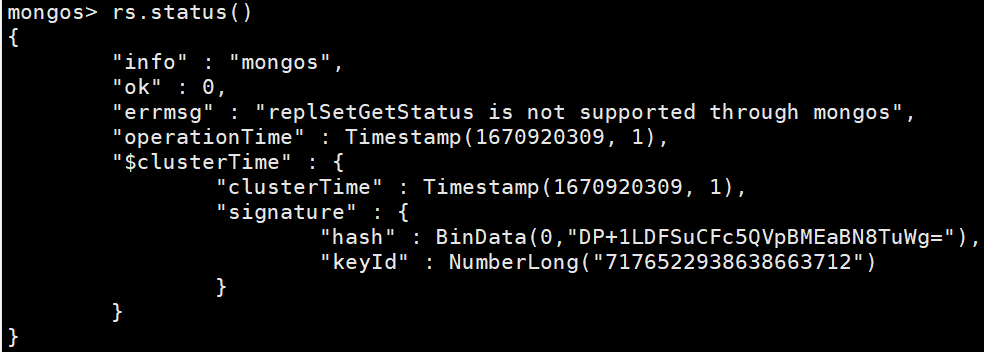 mongos> rs.status()
{
        "info" : "mongos",
        "ok" : 0,
        "errmsg" : "replSetGetStatus is not supported through mongos",
        "operationTime" : Timestamp(1670920309, 1),
        "$clusterTime" : {
                "clusterTime" : Timestamp(1670920309, 1),
                "signature" : {
                        "hash" : BinData(0,"DP+1LDFSuCFc5QVpBMEaBN8TuWg="),
                        "keyId" : NumberLong("7176522938638663712")
                }
        }
}